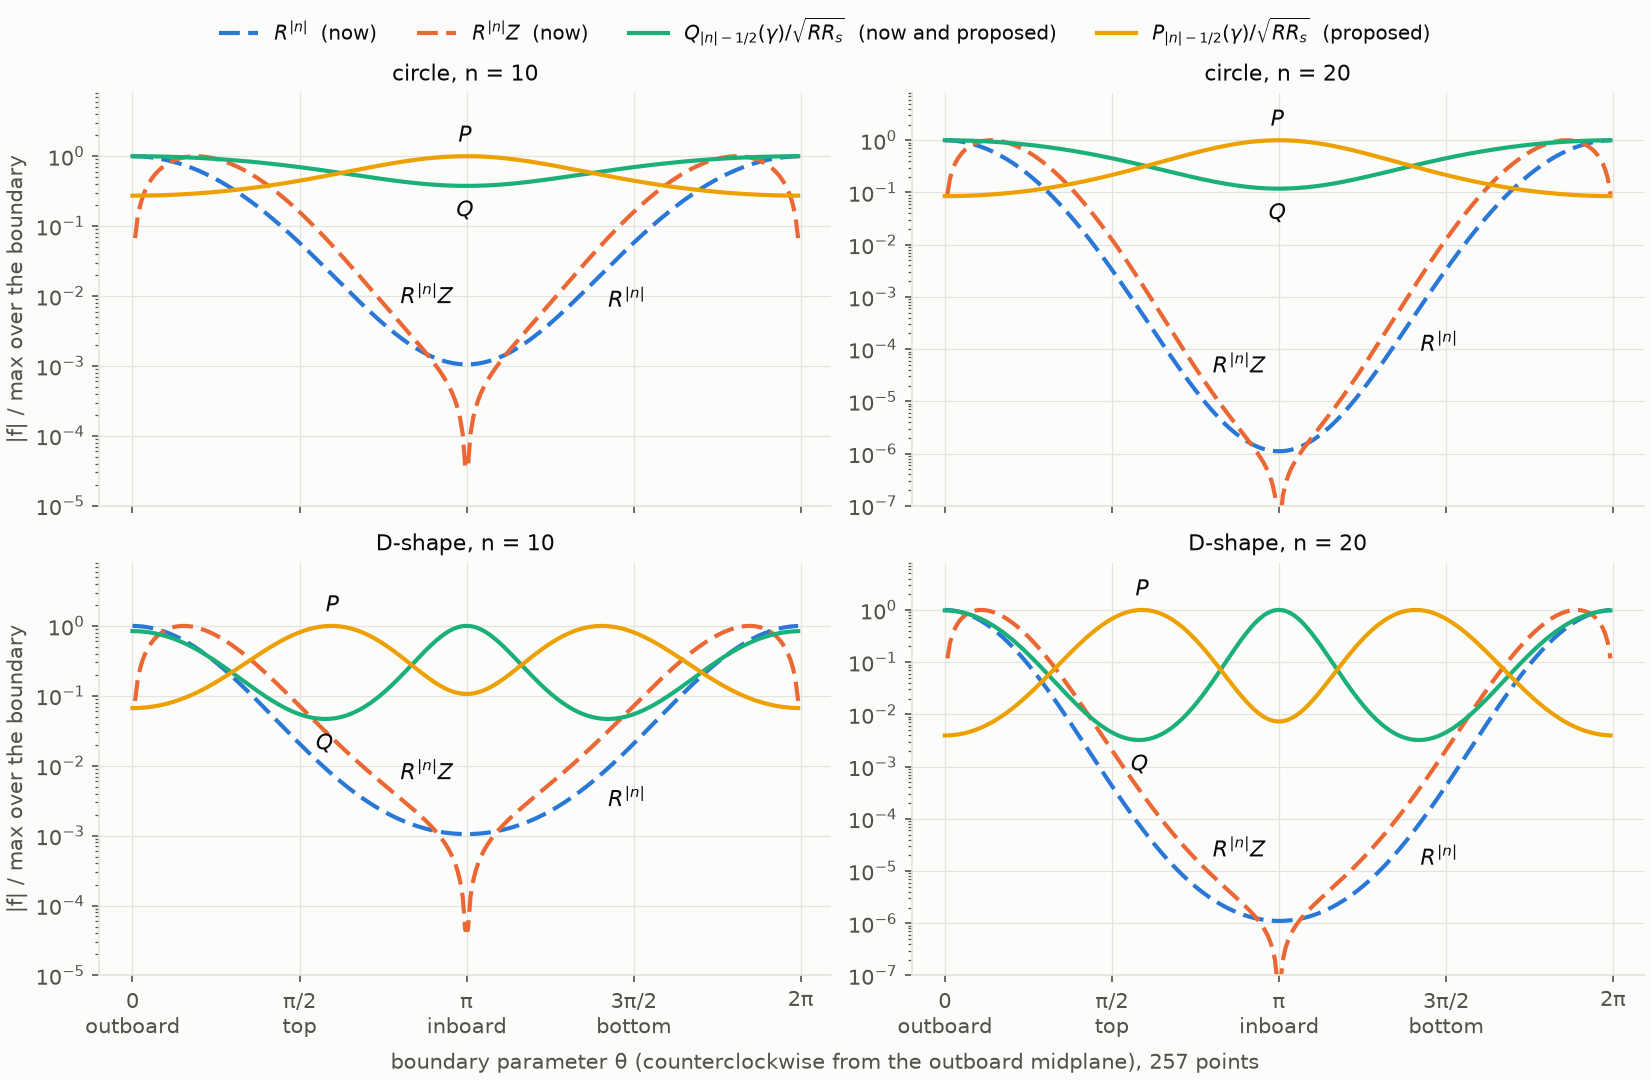 R^{|n|} (now) R^{|n|}Z (now) Q_{|n|−1/2}(γ)/√RR_s (now and proposed) P_{|n|−1/2}(γ)/√RR_s (proposed)
circle, n = 10
|f| / max over the boundary
10^0
10^{−1}
10^{−2}
10^{−3}
10^{−4}
10^{−5}
P
Q
R^{|n|}Z
R^{|n|}
circle, n = 20
10^0
10^{−1}
10^{−2}
10^{−3}
10^{−4}
10^{−5}
10^{−6}
10^{−7}
P
Q
R^{|n|}Z
R^{|n|}
D-shape, n = 10
|f| / max over the boundary
10^0
10^{−1}
10^{−2}
10^{−3}
10^{−4}
10^{−5}
P
Q
R^{|n|}Z
R^{|n|}
0 π/2 π 3π/2 2π
outboard top inboard bottom
D-shape, n = 20
10^0
10^{−1}
10^{−2}
10^{−3}
10^{−4}
10^{−5}
10^{−6}
10^{−7}
P
Q
R^{|n|}Z
R^{|n|}
0 π/2 π 3π/2 2π
outboard top inboard bottom
boundary parameter θ (counterclockwise from the outboard midplane), 257 points